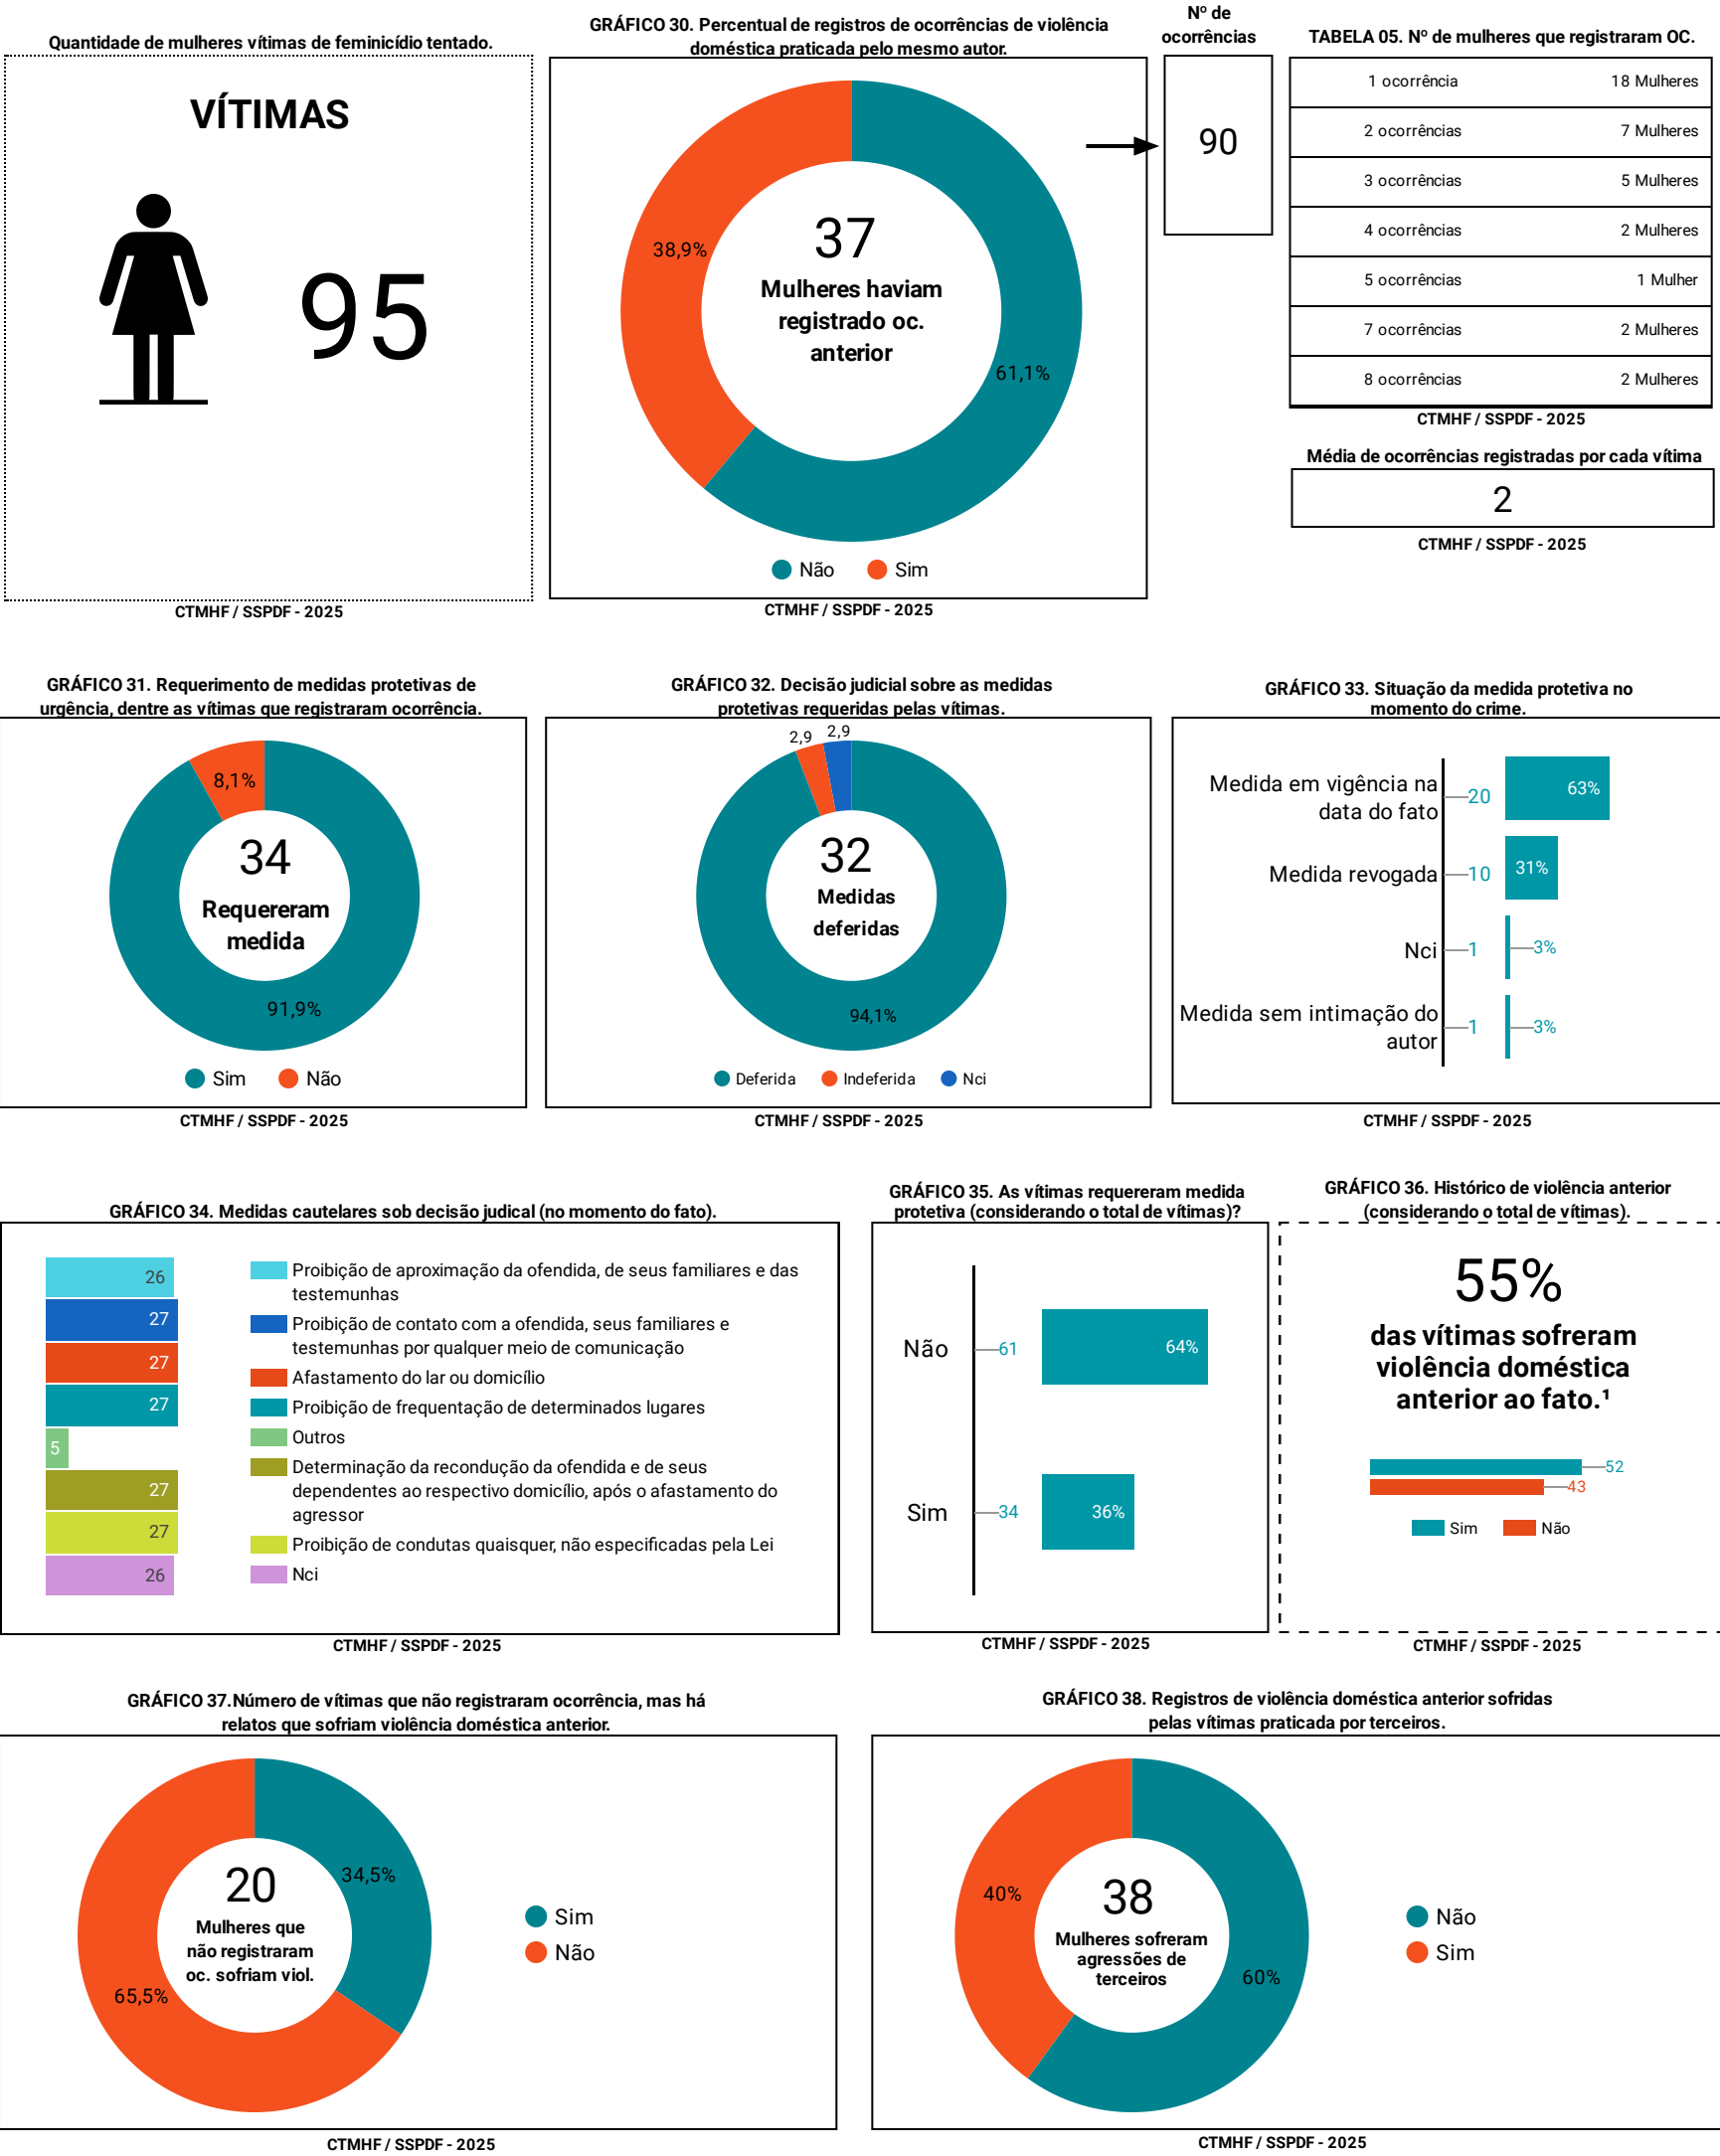 Quantidade de mulheres vítimas de feminicídio tentado.
VÍTIMAS
95
CTMHF / SSPDF - 2025
GRÁFICO 30. Percentual de registros de ocorrências de violência
doméstica praticada pelo mesmo autor.
38,9%
37
Mulheres haviam
registrado oc.
anterior
61,1%
Não
Sim
CTMHF / SSPDF - 2025
Nº de
ocorrências
90
TABELA 05. Nº de mulheres que registraram OC.
1 ocorrência 18 Mulheres
2 ocorrências 7 Mulheres
3 ocorrências 5 Mulheres
4 ocorrências 2 Mulheres
5 ocorrências 1 Mulher
7 ocorrências 2 Mulheres
8 ocorrências 2 Mulheres
CTMHF / SSPDF - 2025
Média de ocorrências registradas por cada vítima
2
CTMHF / SSPDF - 2025
GRÁFICO 31. Requerimento de medidas protetivas de
urgência, dentre as vítimas que registraram ocorrência.
8,1%
34
Requereram
medida
91,9%
Sim
Não
CTMHF / SSPDF - 2025
GRÁFICO 32. Decisão judicial sobre as medidas
protetivas requeridas pelas vítimas.
2,9
2,9
32
Medidas
deferidas
94,1%
Deferida
Indeferida
Nci
CTMHF / SSPDF - 2025
GRÁFICO 33. Situação da medida protetiva no
momento do crime.
Medida em vigência na
data do fato
20
63%
Medida revogada
10
31%
Nci
1
3%
Medida sem intimação do
autor
1
3%
CTMHF / SSPDF - 2025
GRÁFICO 34. Medidas cautelares sob decisão judicial (no momento do fato).
26
27
27
27
5
27
27
26
Proibição de aproximação da ofendida, de seus familiares e das
testemunhas
Proibição de contato com a ofendida, seus familiares e
testemunhas por qualquer meio de comunicação
Afastamento do lar ou domicílio
Proibição de frequentação de determinados lugares
Outros
Determinação da recondução da ofendida e de seus
dependentes ao respectivo domicílio, após o afastamento do
agressor
Proibição de condutas quaisquer, não especificadas pela Lei
Nci
CTMHF / SSPDF - 2025
GRÁFICO 35. As vítimas requereram medida
protetiva (considerando o total de vítimas)?
Não
61
64%
Sim
34
36%
CTMHF / SSPDF - 2025
GRÁFICO 36. Histórico de violência anterior
(considerando o total de vítimas).
55%
das vítimas sofreram
violência doméstica
anterior ao fato.¹
52
43
Sim
Não
CTMHF / SSPDF - 2025
GRÁFICO 37.Número de vítimas que não registraram ocorrência, mas há
relatos que sofriam violência doméstica anterior.
34,5%
20
Mulheres que
não registraram
oc. sofriam viol.
65,5%
Sim
Não
CTMHF / SSPDF - 2025
GRÁFICO 38. Registros de violência doméstica anterior sofridas
pelas vítimas praticada por terceiros.
40%
38
Mulheres sofreram
agressões de
terceiros
60%
Não
Sim
CTMHF / SSPDF - 2025